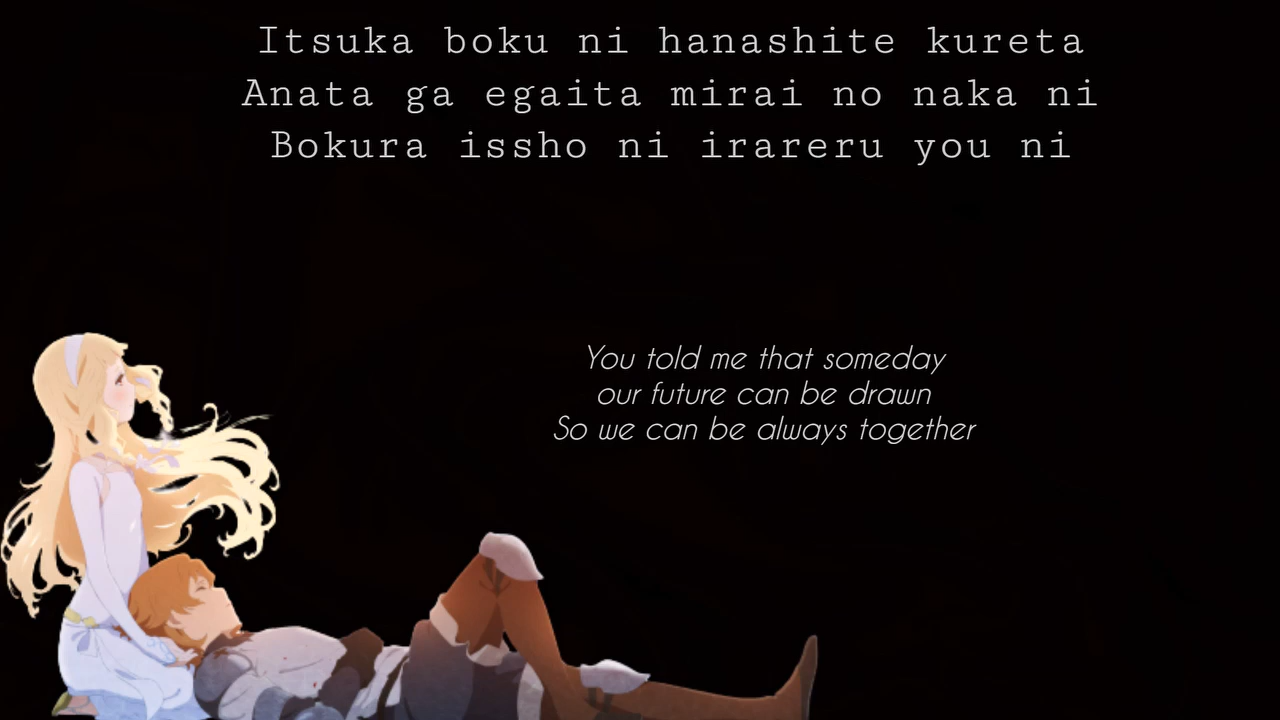 Itsuka boku ni hanashite kureta
Anata ga egaita mirai no naka ni
Bokura issho ni irareru you ni
You told me that someday
our future can be drawn
So we can be always together